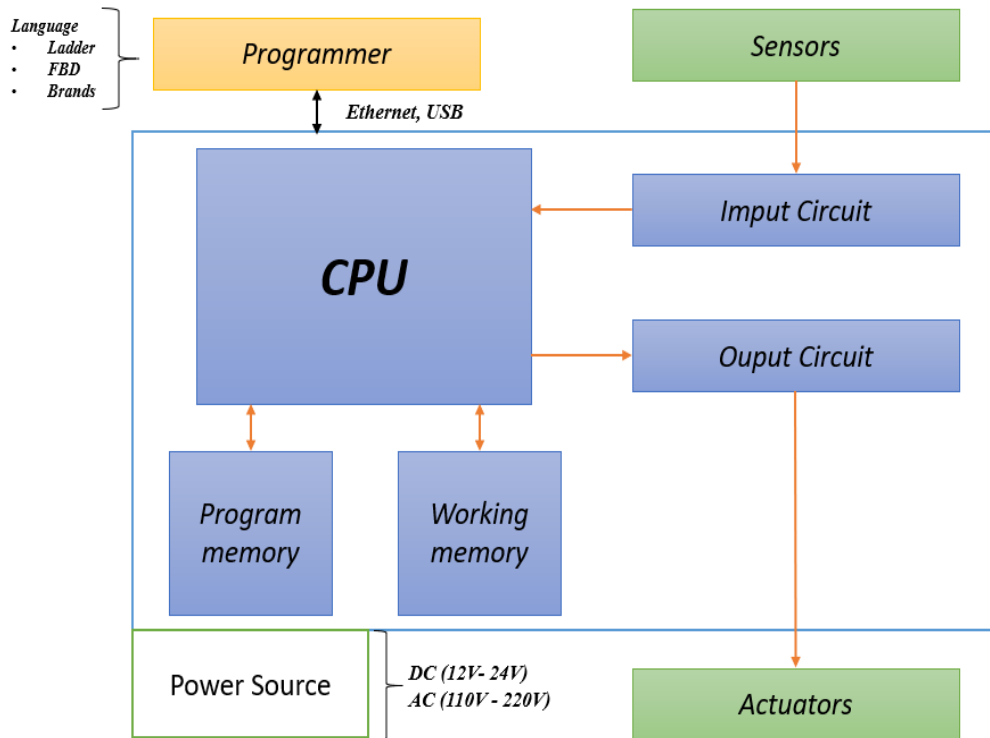 Language
• Ladder
• FBD
• Brands
Programmer
Sensors
Ethernet, USB
CPU
Imput Circuit
Ouput Circuit
Program
memory
Working
memory
Power Source
DC (12V- 24V)
AC (110V - 220V)
Actuators